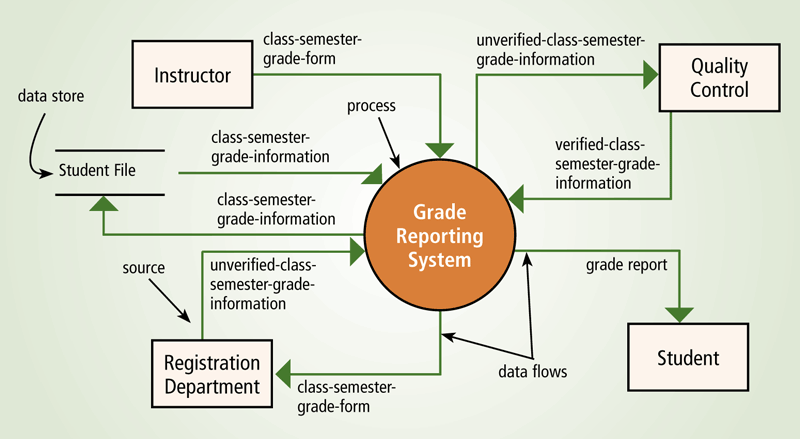 class-semester-
grade-form
unverified-class-semester-
grade-information
Instructor
Quality
Control
data store
process
class-semester-
grade-information
verified-class-
semester-grade-
information
Student File
class-semester-
grade-information
Grade
Reporting
System
source
unverified-class-
semester-grade-
information
grade report
Registration
Department
data flows
Student
class-semester-
grade-form